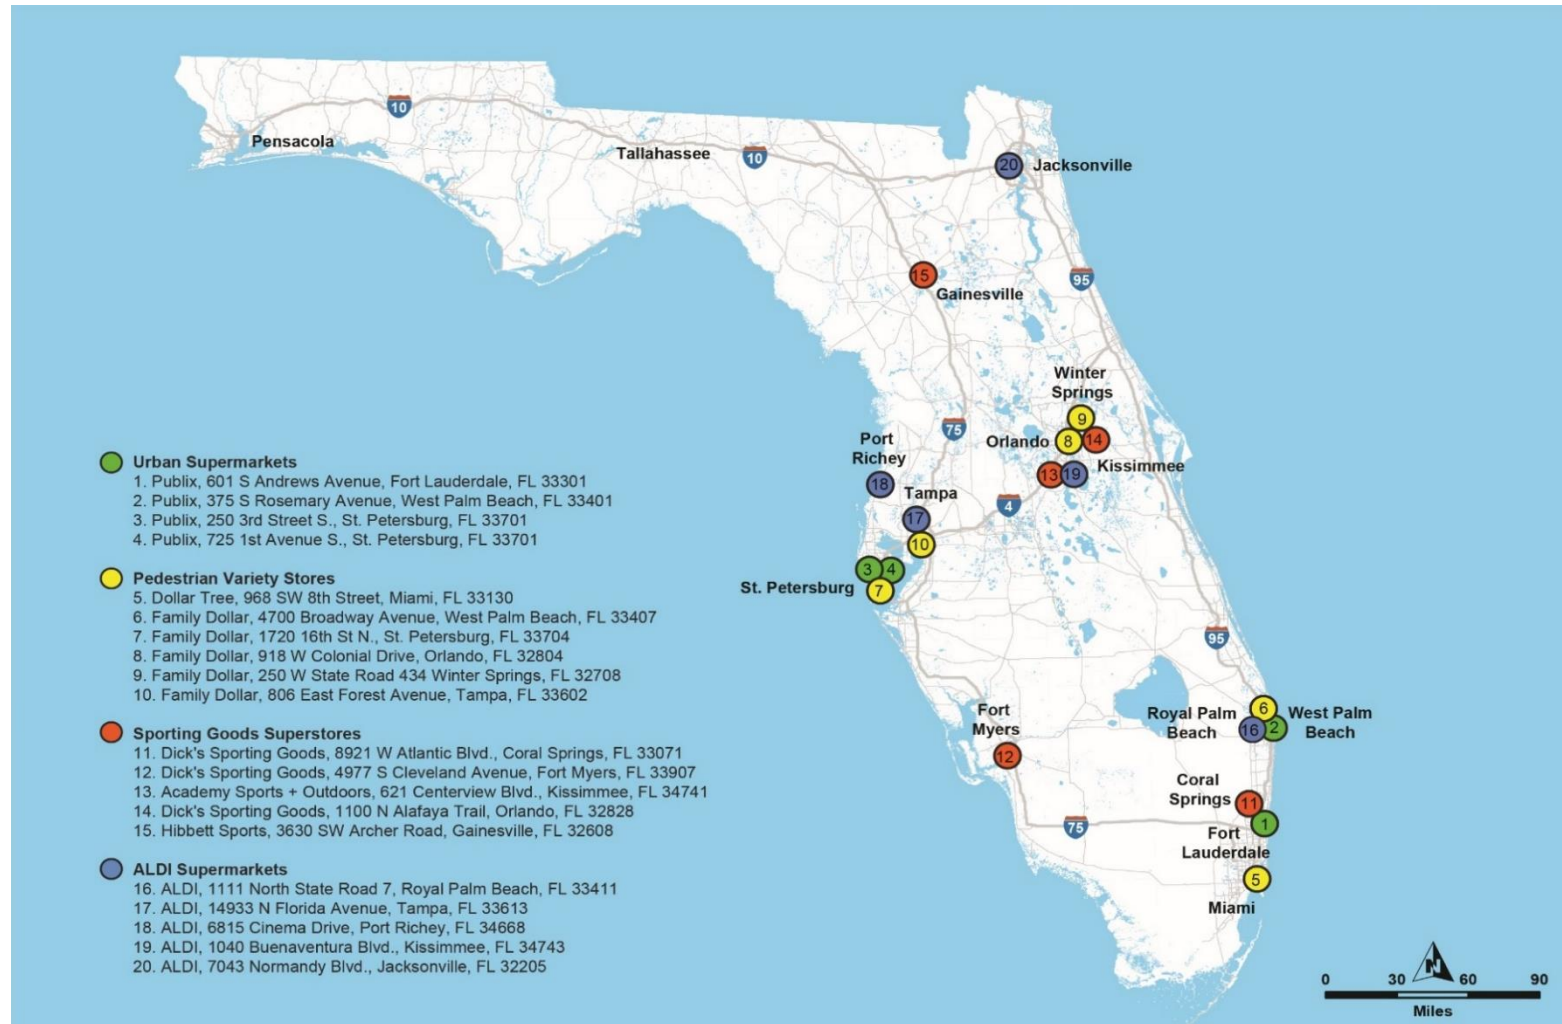 10
Pensacola
Tallahassee
10
20
Jacksonville
15
Gainesville
95
Winter
Springs
9
75
Port
Richey
Orlando
8
14
Kissimmee
13
19
18
Tampa
4
17
10
3
4
St. Petersburg
7
95
Fort
Myers
12
6
Royal Palm
Beach
16
2
West Palm
Beach
Coral
Springs
11
75
1
Fort
Lauderdale
5
Miami
Urban Supermarkets
1. Publix, 601 S Andrews Avenue, Fort Lauderdale, FL 33301
2. Publix, 375 S Rosemary Avenue, West Palm Beach, FL 33401
3. Publix, 250 3rd Street S., St. Petersburg, FL 33701
4. Publix, 725 1st Avenue S., St. Petersburg, FL 33701
Pedestrian Variety Stores
5. Dollar Tree, 968 SW 8th Street, Miami, FL 33130
6. Family Dollar, 4700 Broadway Avenue, West Palm Beach, FL 33407
7. Family Dollar, 1720 16th St N., St. Petersburg, FL 33704
8. Family Dollar, 918 W Colonial Drive, Orlando, FL 32804
9. Family Dollar, 250 W State Road 434 Winter Springs, FL 32708
10. Family Dollar, 806 East Forest Avenue, Tampa, FL 33602
Sporting Goods Superstores
11. Dick's Sporting Goods, 8921 W Atlantic Blvd., Coral Springs, FL 33071
12. Dick's Sporting Goods, 4977 S Cleveland Avenue, Fort Myers, FL 33907
13. Academy Sports + Outdoors, 621 Centerview Blvd., Kissimmee, FL 34741
14. Dick's Sporting Goods, 1100 N Alafaya Trail, Orlando, FL 32828
15. Hibbett Sports, 3630 SW Archer Road, Gainesville, FL 32608
ALDI Supermarkets
16. ALDI, 1111 North State Road 7, Royal Palm Beach, FL 33411
17. ALDI, 14933 N Florida Avenue, Tampa, FL 33613
18. ALDI, 6815 Cinema Drive, Port Richey, FL 34668
19. ALDI, 1040 Buenaventura Blvd., Kissimmee, FL 34743
20. ALDI, 7043 Normandy Blvd., Jacksonville, FL 32205
N
0 30 60 90
Miles